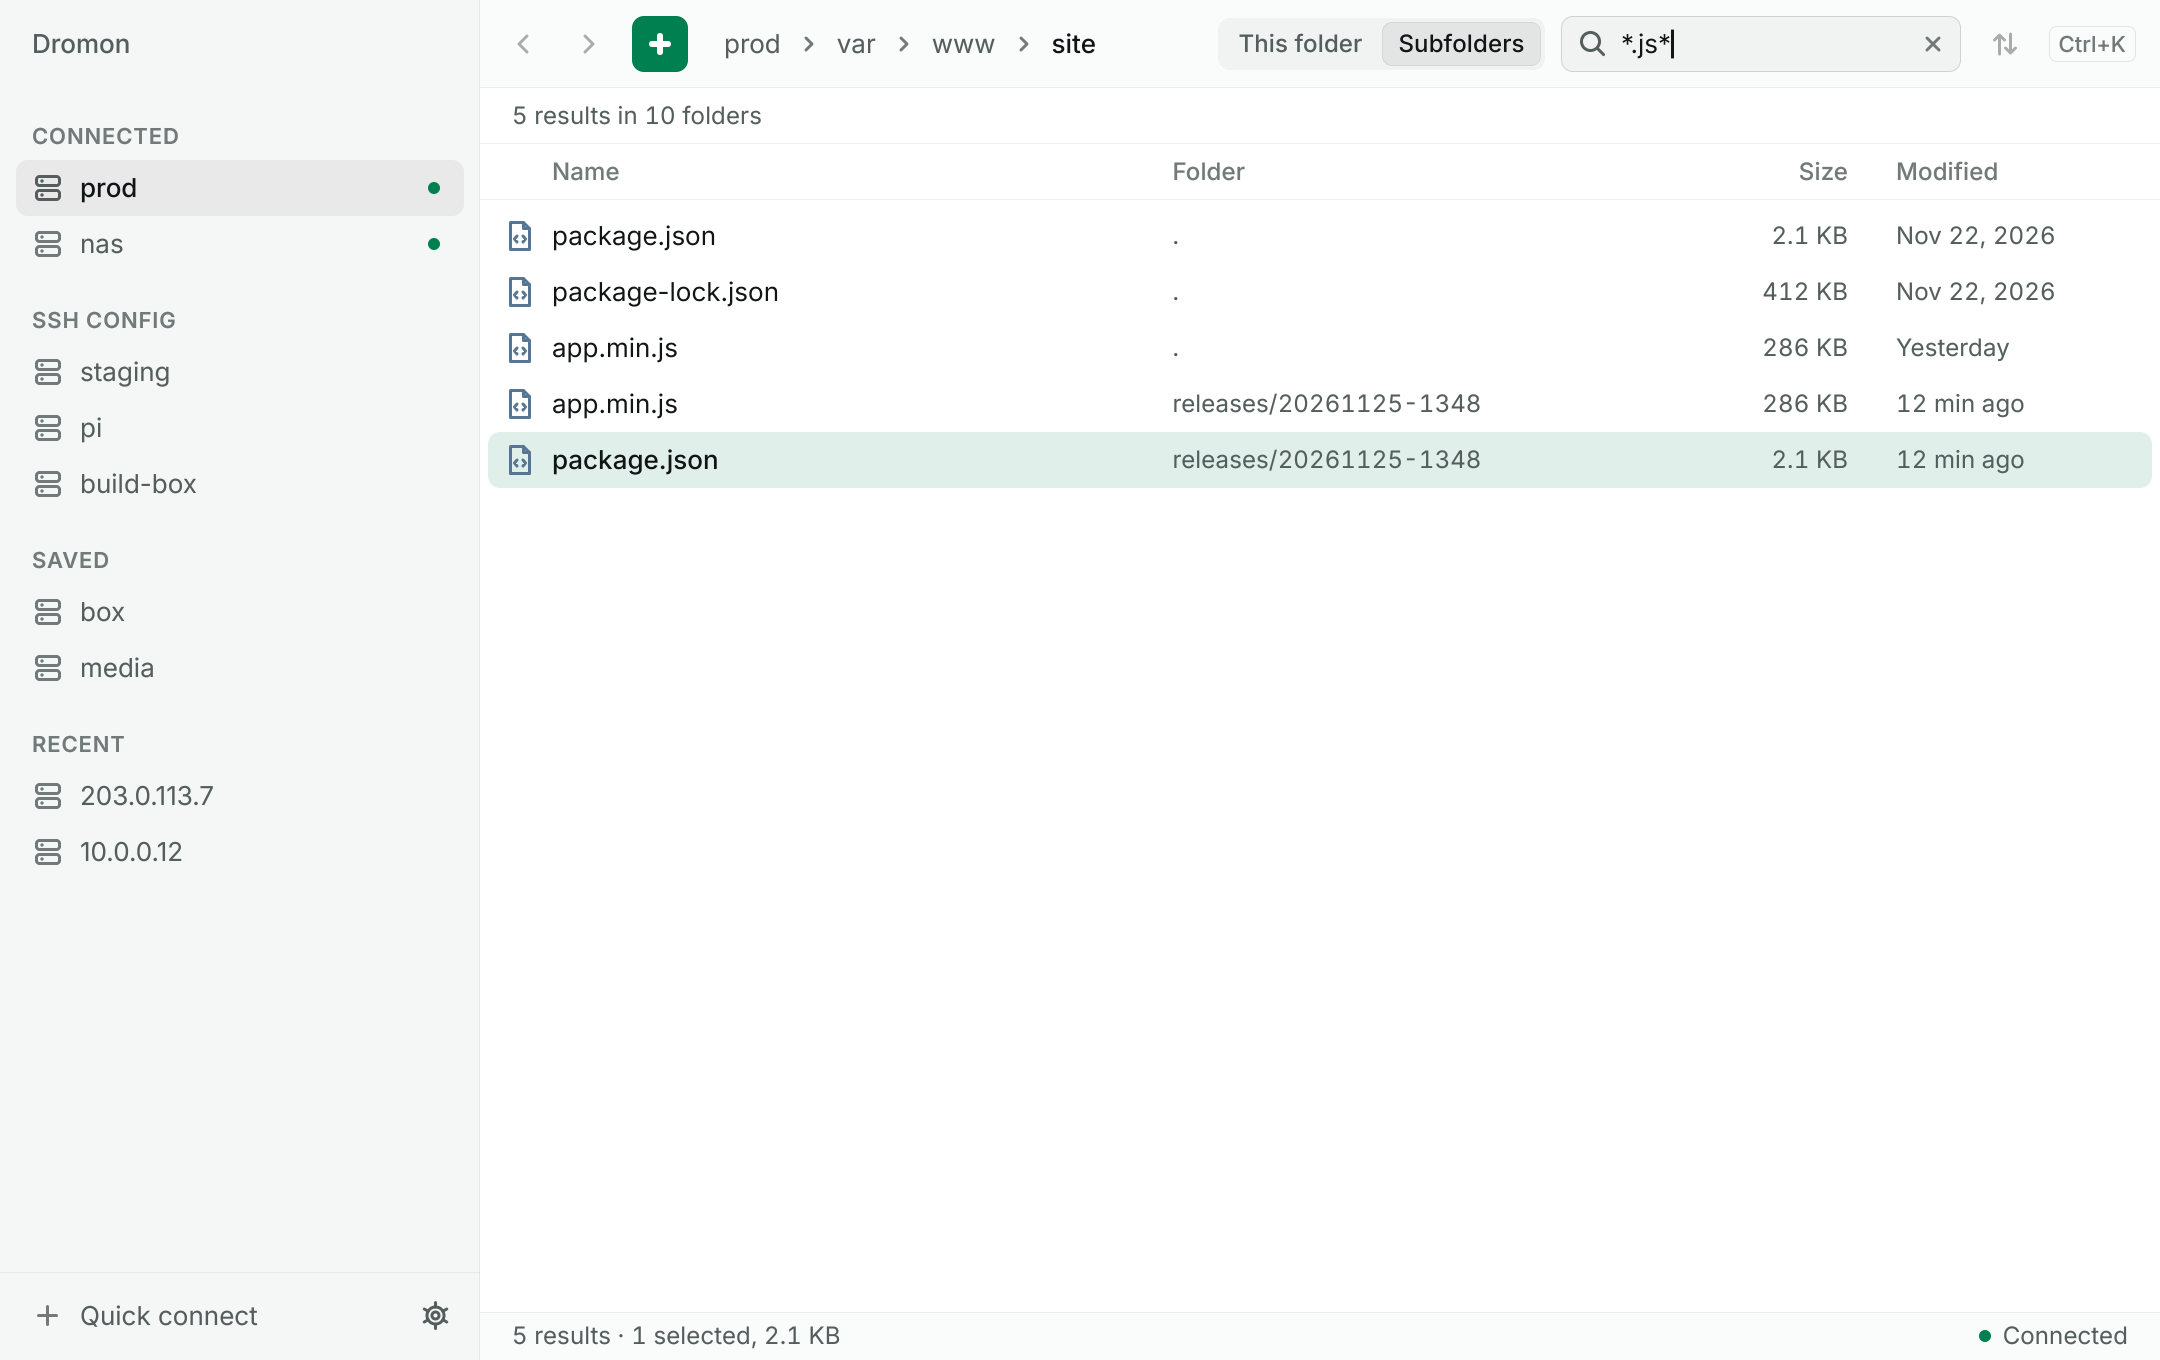 Dromon
CONNECTED
prod
nas
SSH CONFIG
staging
pi
build-box
SAVED
box
media
RECENT
203.0.113.7
10.0.0.12
Quick connect
prod > var > www > site
This folder Subfolders
*.js*
Ctrl+K
5 results in 10 folders
Name Folder Size Modified
package.json . 2.1 KB Nov 22, 2026
package-lock.json . 412 KB Nov 22, 2026
app.min.js . 286 KB Yesterday
app.min.js releases/20261125-1348 286 KB 12 min ago
package.json releases/20261125-1348 2.1 KB 12 min ago
5 results · 1 selected, 2.1 KB
Connected